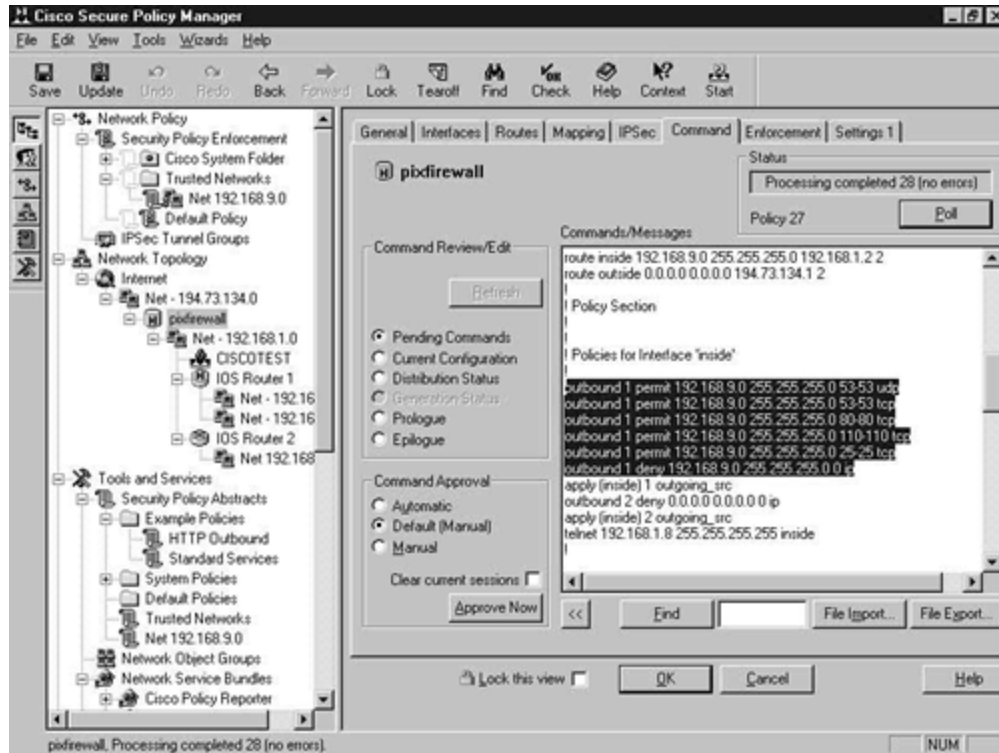 Cisco Secure Policy Manager
File Edit View Tools Wizards Help
Save Update Undo Redo Back Forward Lock Tearoff Find Check Help Context Start
Network Policy
Security Policy Enforcement
Cisco System Folder
Trusted Networks
Net 192.168.9.0
Default Policy
IPSec Tunnel Groups
Network Topology
Internet
Net - 194.73.134.0
pixfirewall
Net - 192.168.1.0
CISCOTEST
IOS Router 1
Net - 192.16
Net - 192.16
IOS Router 2
Net 192.168
Tools and Services
Security Policy Abstracts
Example Policies
HTTP Outbound
Standard Services
System Policies
Default Policies
Trusted Networks
Net 192.168.9.0
Network Object Groups
Network Service Bundles
Cisco Policy Reporter
General Interfaces Routes Mapping IPSec Command Enforcement Settings 1
pixfirewall
Status
Processing completed 28 (no errors)
Policy 27
Poll
Command Review/Edit
Refresh
Pending Commands
Current Configuration
Distribution Status
Generation Status
Prologue
Epilogue
Command Approval
Automatic
Default (Manual)
Manual
Clear current sessions
Approve Now
Commands/Messages
route inside 192.168.9.0 255.255.255.0 192.168.1.2 2
route outside 0.0.0.0 0.0.0.0 194.73.134.1 2
!
! Policy Section
!
!
! Policies for Interface 'inside'
!
outbound 1 permit 192.168.9.0 255.255.255.0 53-53 udp
outbound 1 permit 192.168.9.0 255.255.255.0 53-53 tcp
outbound 1 permit 192.168.9.0 255.255.255.0 80-80 tcp
outbound 1 permit 192.168.9.0 255.255.255.0 110-110 tcp
outbound 1 permit 192.168.9.0 255.255.255.0 25-25 tcp
outbound 1 deny 192.168.9.0 255.255.255.0 0 ip
apply (inside) 1 outgoing_src
outbound 2 deny 0.0.0.0 0.0.0.0 0 ip
apply (inside) 2 outgoing_src
telnet 192.168.1.8 255.255.255.255 inside
!
<< Find File Import... File Export...
Lock this view OK Cancel Help
pixfirewall, Processing completed 28 (no errors). NUM